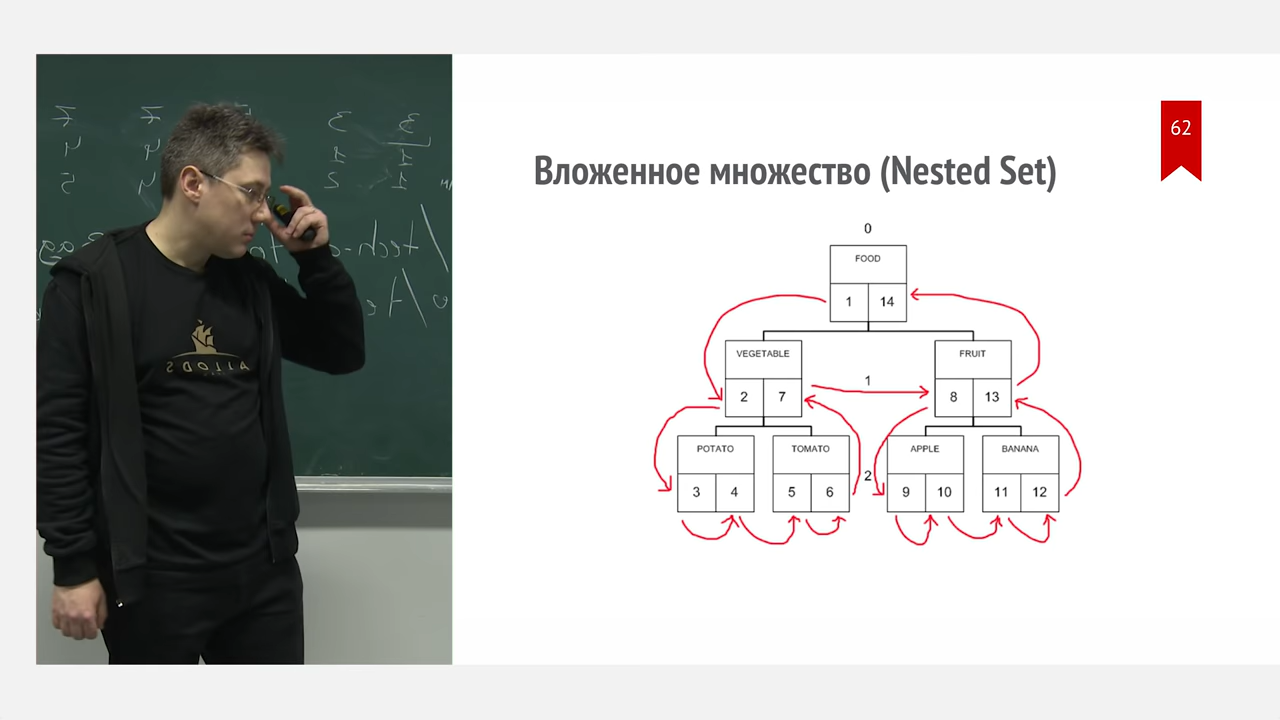 62
Вложенное множество (Nested Set)
0
FOOD
1 14
VEGETABLE FRUIT
1
2 7 8 13
POTATO TOMATO APPLE BANANA
2
3 4 5 6 9 10 11 12
ALLODS